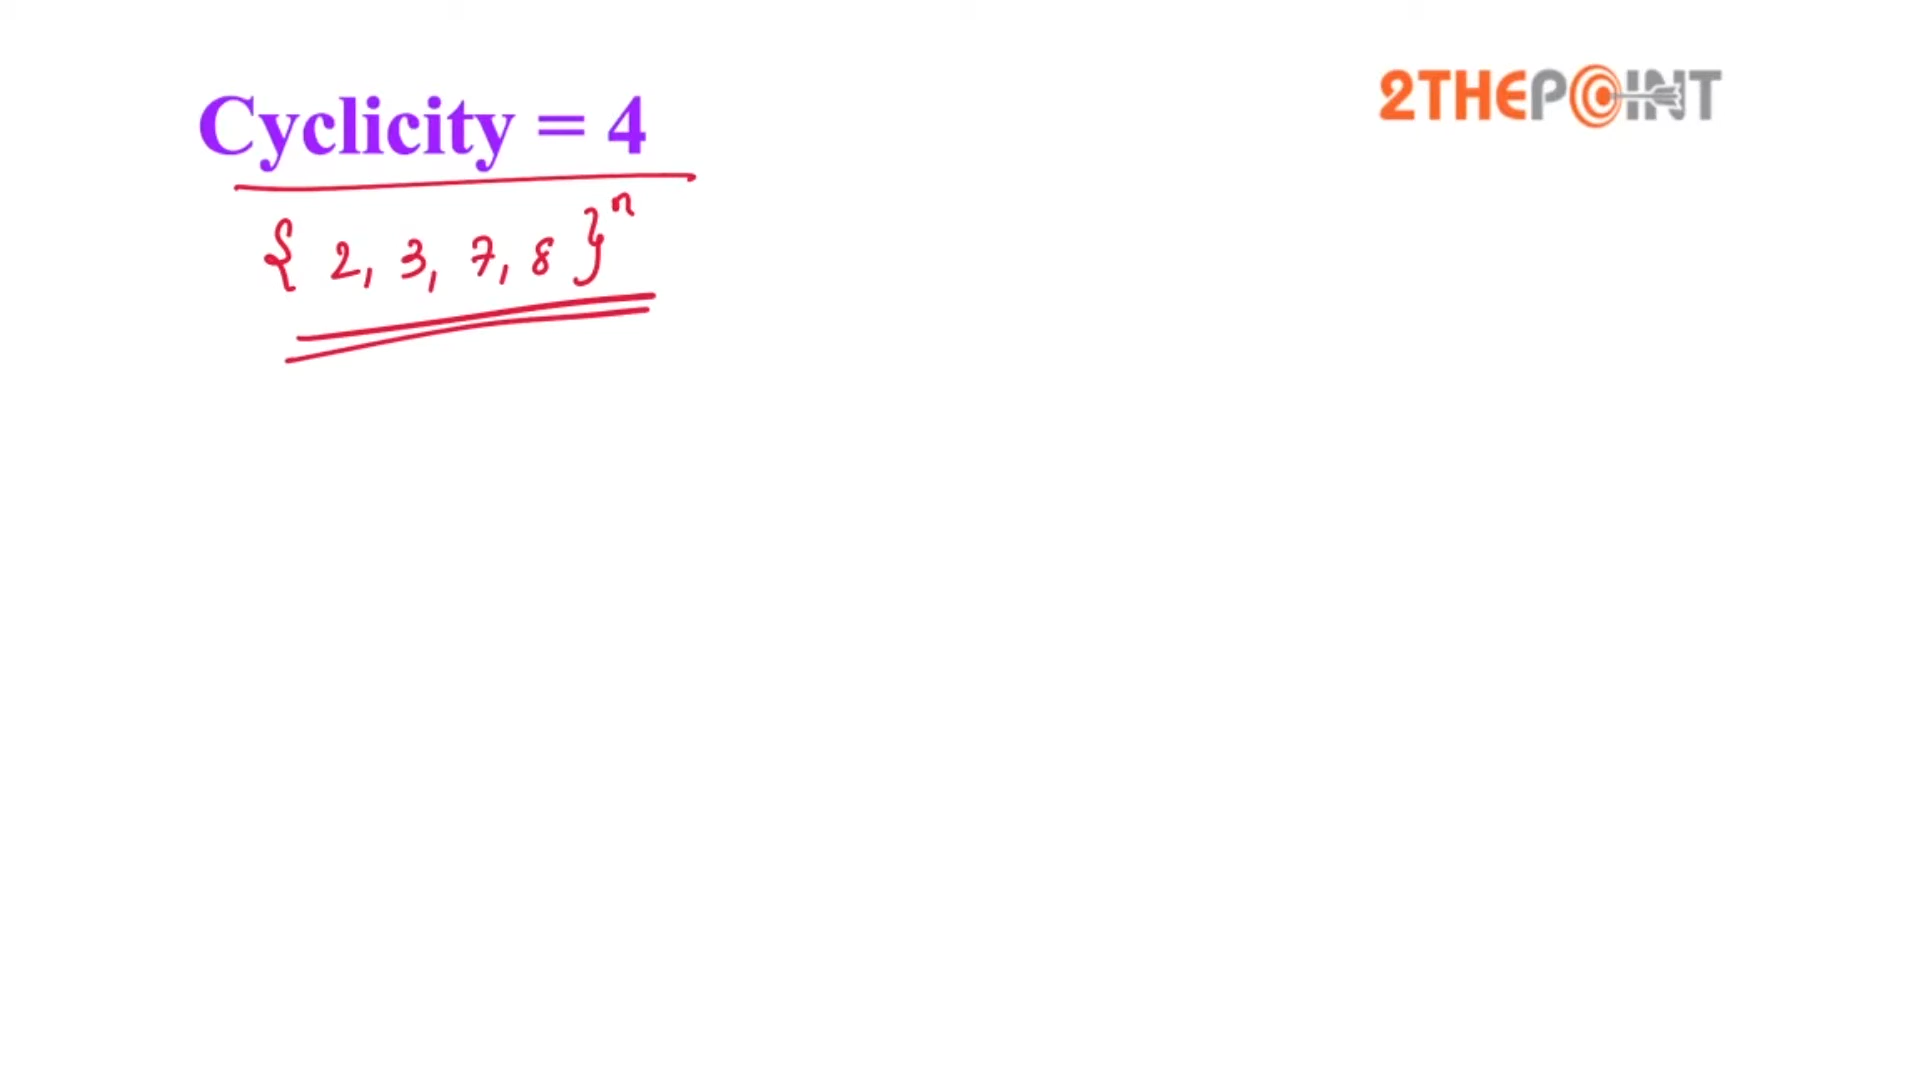 Cyclicity = 4
2THEPOINT
{ 2, 3, 7, 8 }ⁿ